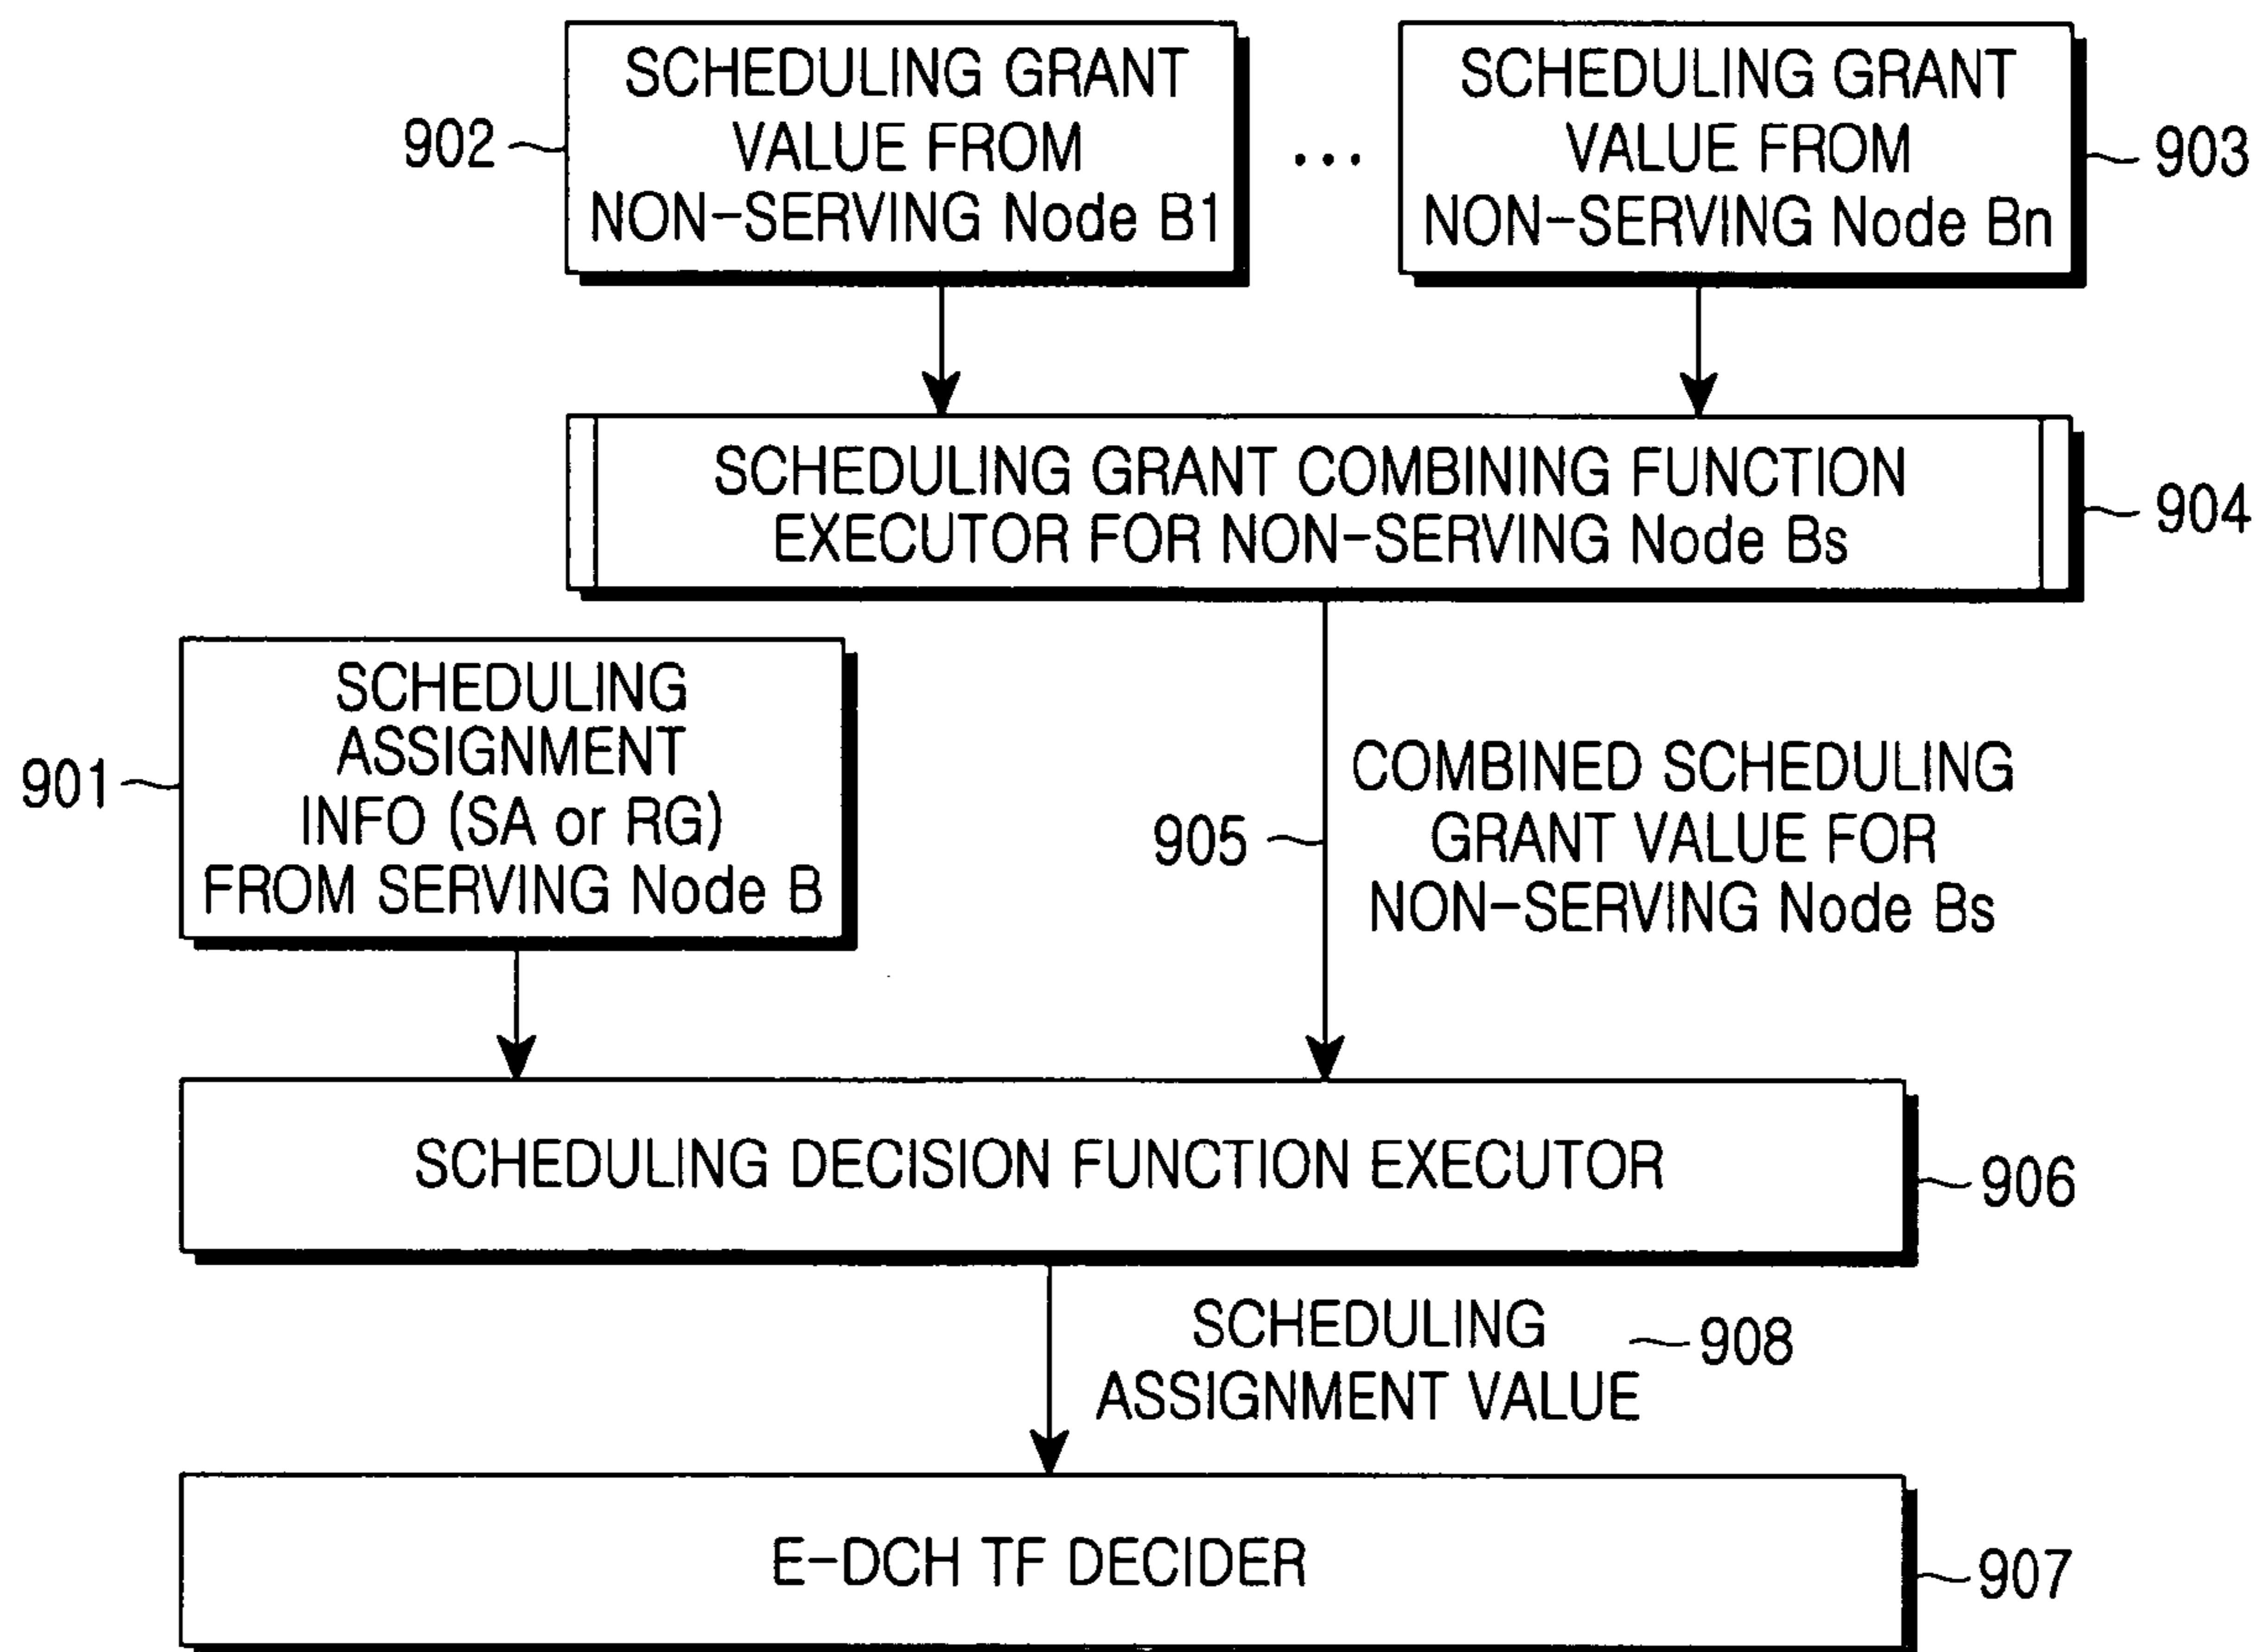 SCHEDULING GRANT
VALUE FROM
NON-SERVING Node B1
902
...
SCHEDULING GRANT
VALUE FROM
NON-SERVING Node Bn
903
SCHEDULING GRANT COMBINING FUNCTION
EXECUTOR FOR NON-SERVING Node Bs
904
SCHEDULING
ASSIGNMENT
INFO (SA or RG)
FROM SERVING Node B
901
905
COMBINED SCHEDULING
GRANT VALUE FOR
NON-SERVING Node Bs
SCHEDULING DECISION FUNCTION EXECUTOR
906
SCHEDULING
ASSIGNMENT VALUE
908
E-DCH TF DECIDER
907